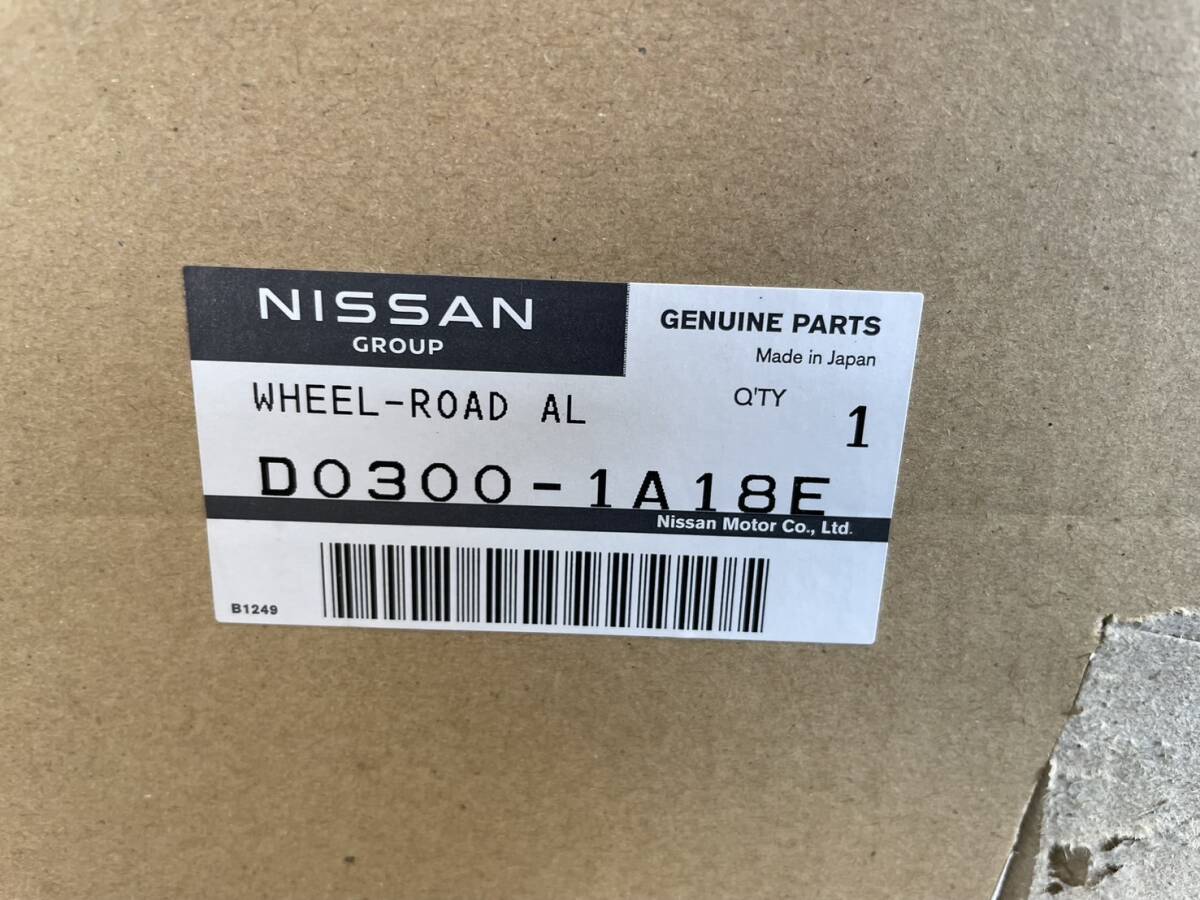 NISSAN
GROUP
GENUINE PARTS
Made in Japan
WHEEL-ROAD AL
Q'TY
1
D0300-1A18E
Nissan Motor Co., Ltd.
B1249